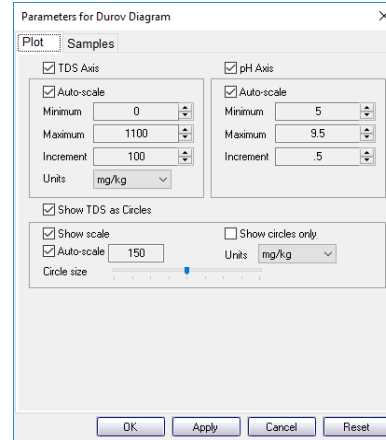 Parameters for Durov Diagram
Plot Samples
TDS Axis pH Axis
Auto-scale Auto-scale
Minimum 0 Minimum 5
Maximum 1100 Maximum 9.5
Increment 100 Increment .5
Units mg/kg
Show TDS as Circles
Show scale Show circles only
Auto-scale 150 Units mg/kg
Circle size
OK Apply Cancel Reset